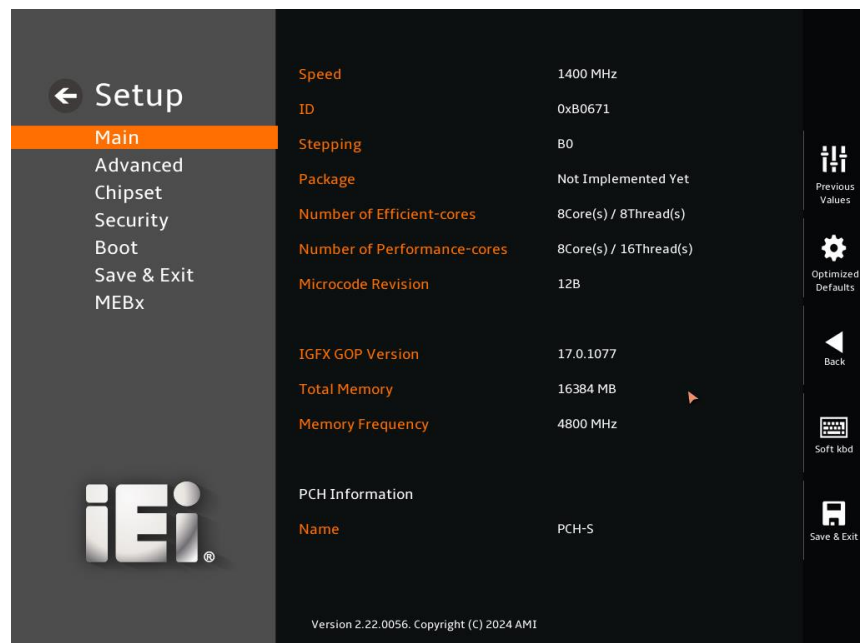 Setup
Main
Advanced
Chipset
Security
Boot
Save & Exit
MEBx
iEi®
Speed 1400 MHz
ID 0xB0671
Stepping B0
Package Not Implemented Yet
Number of Efficient-cores 8Core(s) / 8Thread(s)
Number of Performance-cores 8Core(s) / 16Thread(s)
Microcode Revision 12B
IGFX GOP Version 17.0.1077
Total Memory 16384 MB
Memory Frequency 4800 MHz
PCH Information
Name PCH-S
Version 2.22.0056. Copyright (C) 2024 AMI
Previous
Values
Optimized
Defaults
Back
Soft kbd
Save & Exit